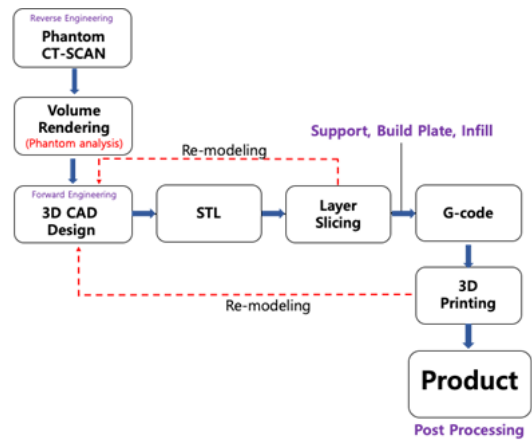 Reverse Engineering
Phantom
CT-SCAN
Volume
Rendering
(Phantom analysis)
Support, Build Plate, Infill
Re-modeling
Forward Engineering
3D CAD
Design
STL
Layer
Slicing
G-code
3D
Printing
Re-modeling
Product
Post Processing